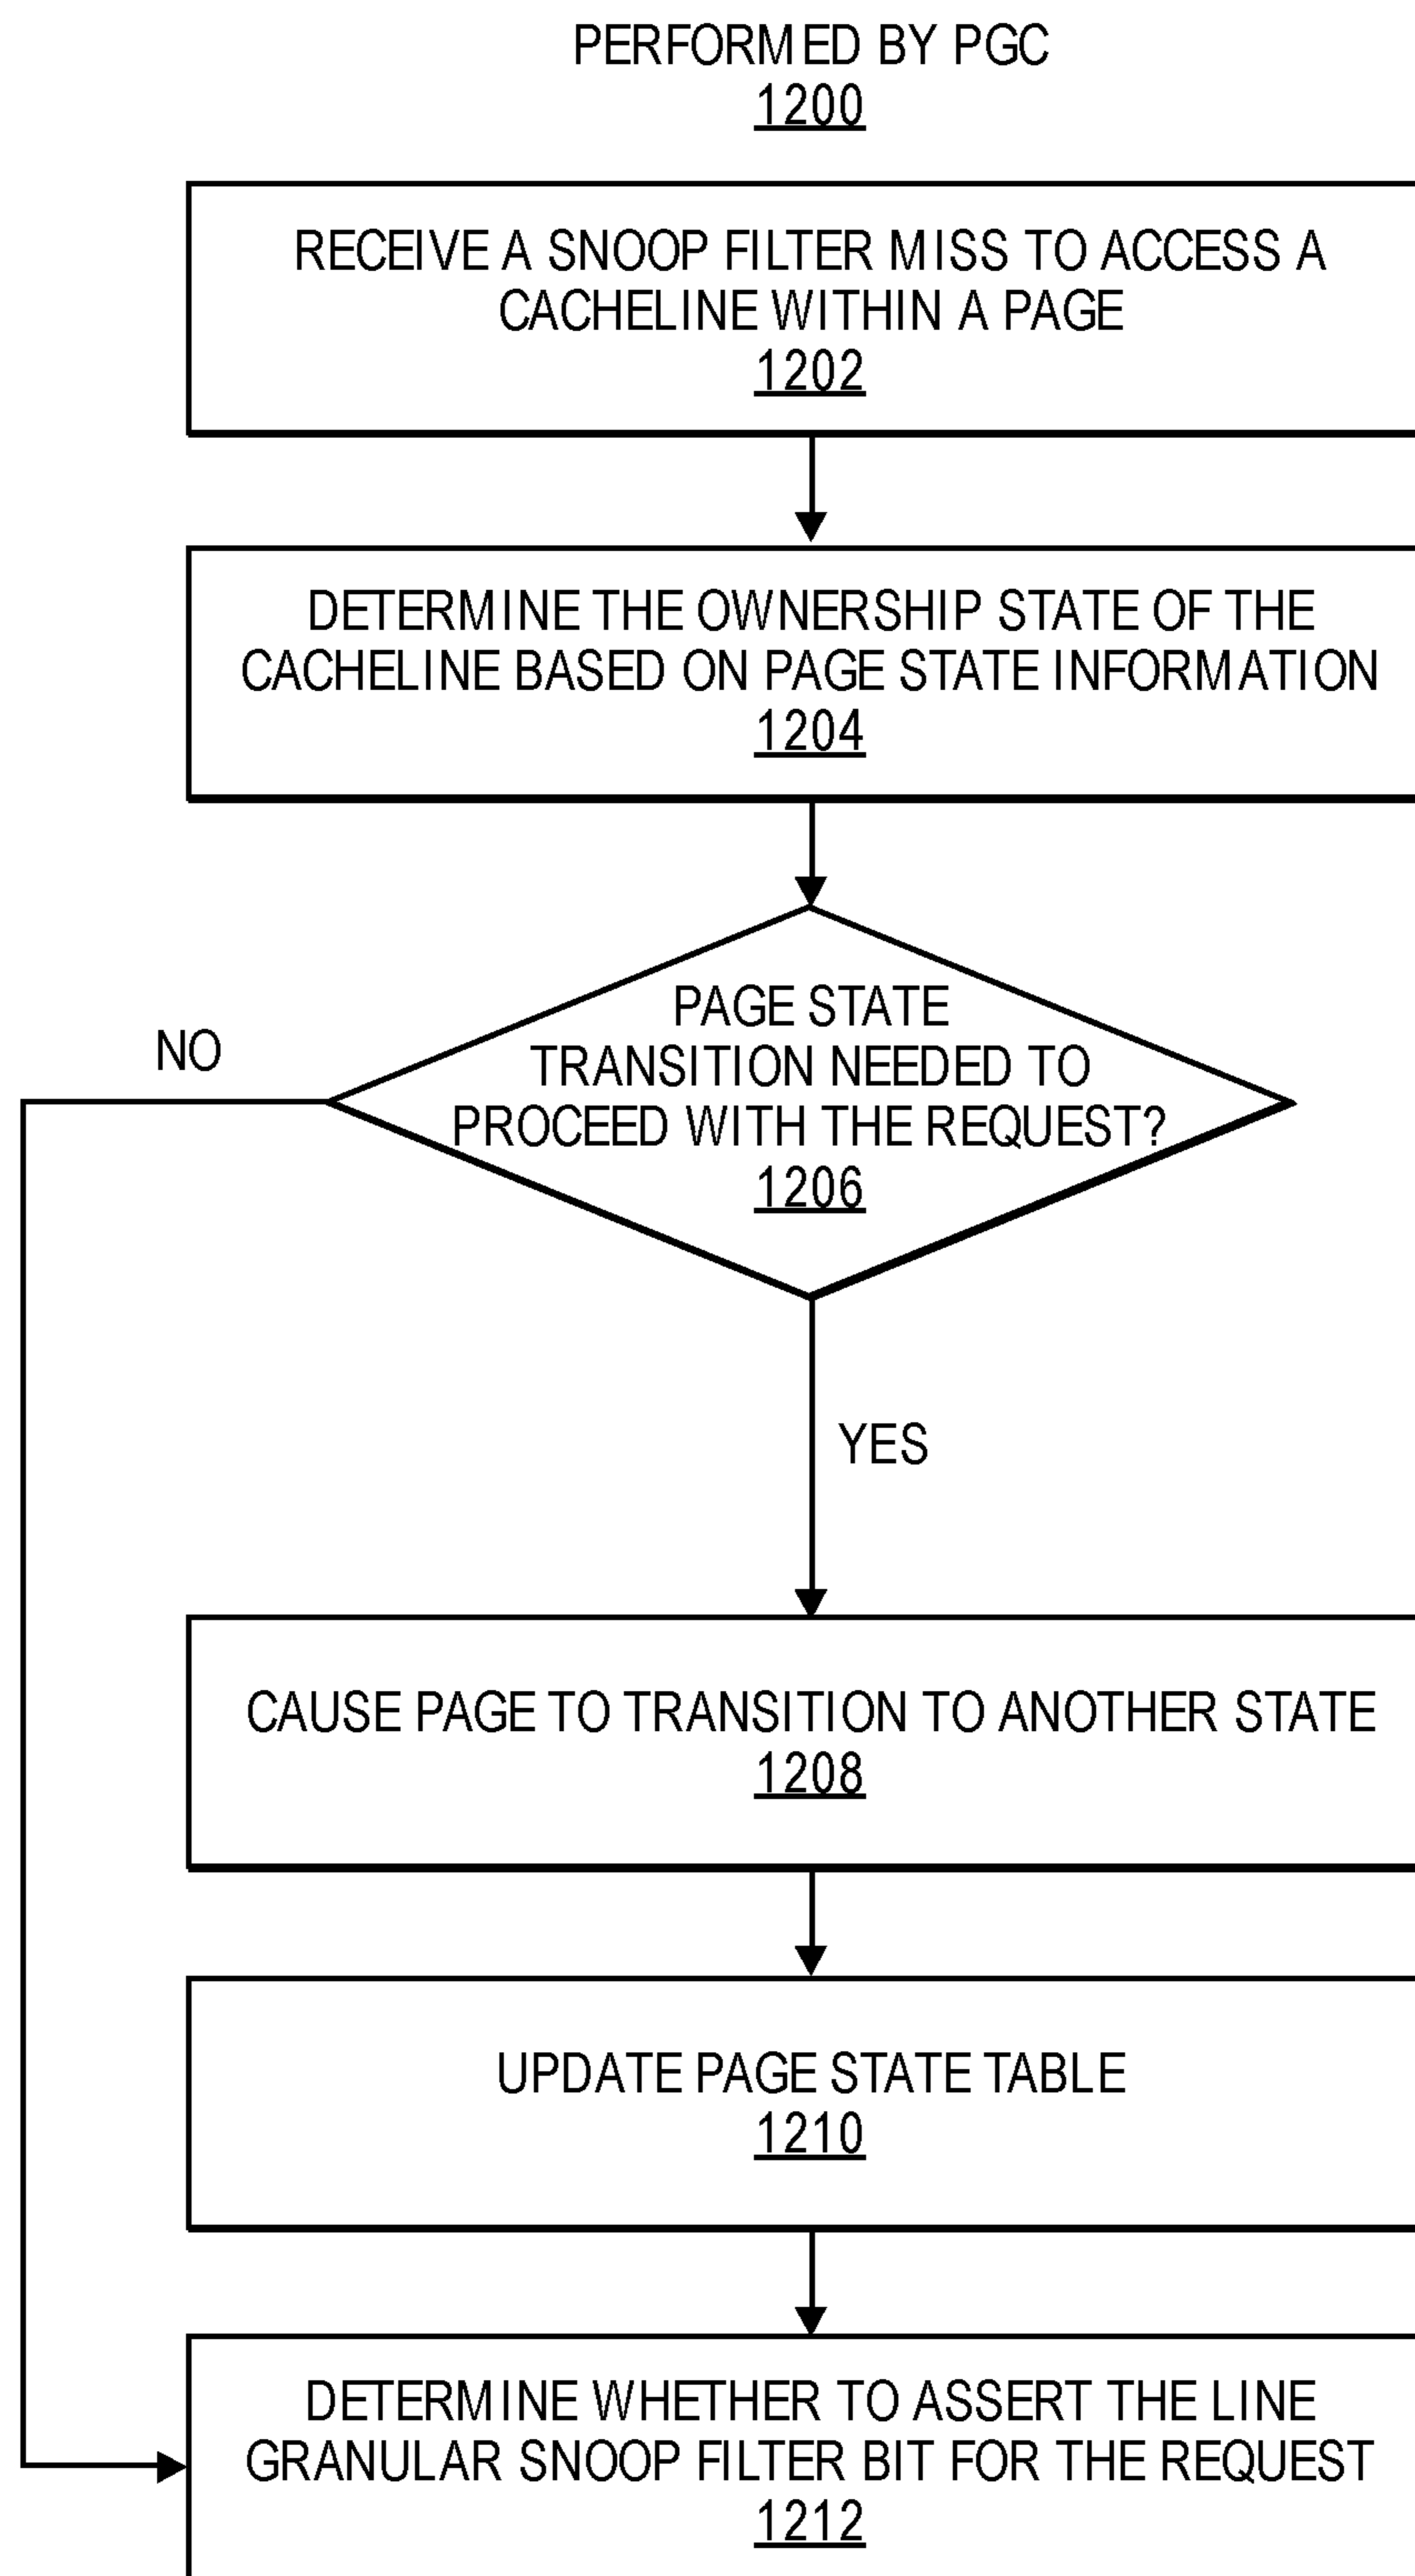 PERFORMED BY PGC
1200
RECEIVE A SNOOP FILTER MISS TO ACCESS A
CACHELINE WITHIN A PAGE
1202
DETERMINE THE OWNERSHIP STATE OF THE
CACHELINE BASED ON PAGE STATE INFORMATION
1204
PAGE STATE
TRANSITION NEEDED TO
PROCEED WITH THE REQUEST?
1206
NO
YES
CAUSE PAGE TO TRANSITION TO ANOTHER STATE
1208
UPDATE PAGE STATE TABLE
1210
DETERMINE WHETHER TO ASSERT THE LINE
GRANULAR SNOOP FILTER BIT FOR THE REQUEST
1212